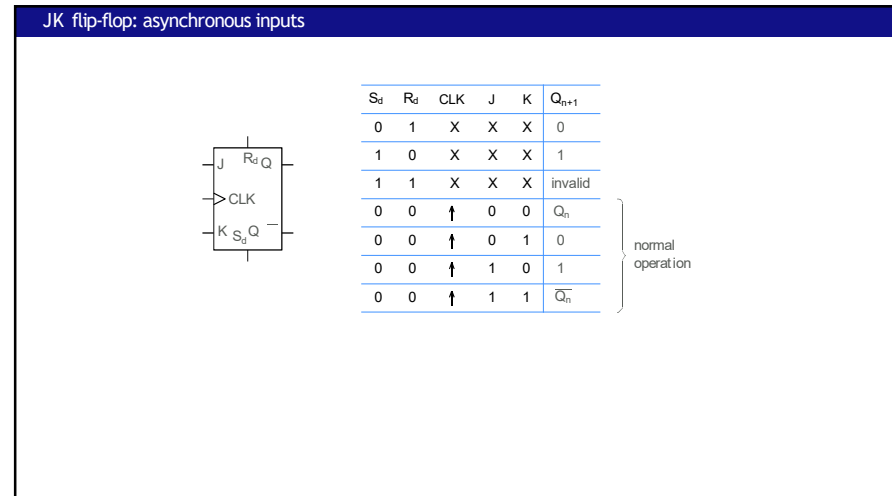 JK flip-flop: asynchronous inputs
Sd Rd CLK J K Qn+1
0 1 X X X 0
1 0 X X X 1
1 1 X X X invalid
0 0 ↑ 0 0 Qn
0 0 ↑ 0 1 0
0 0 ↑ 1 0 1
0 0 ↑ 1 1 Q̅n
normal
operation
J Rd Q
CLK
K Sd Q̅